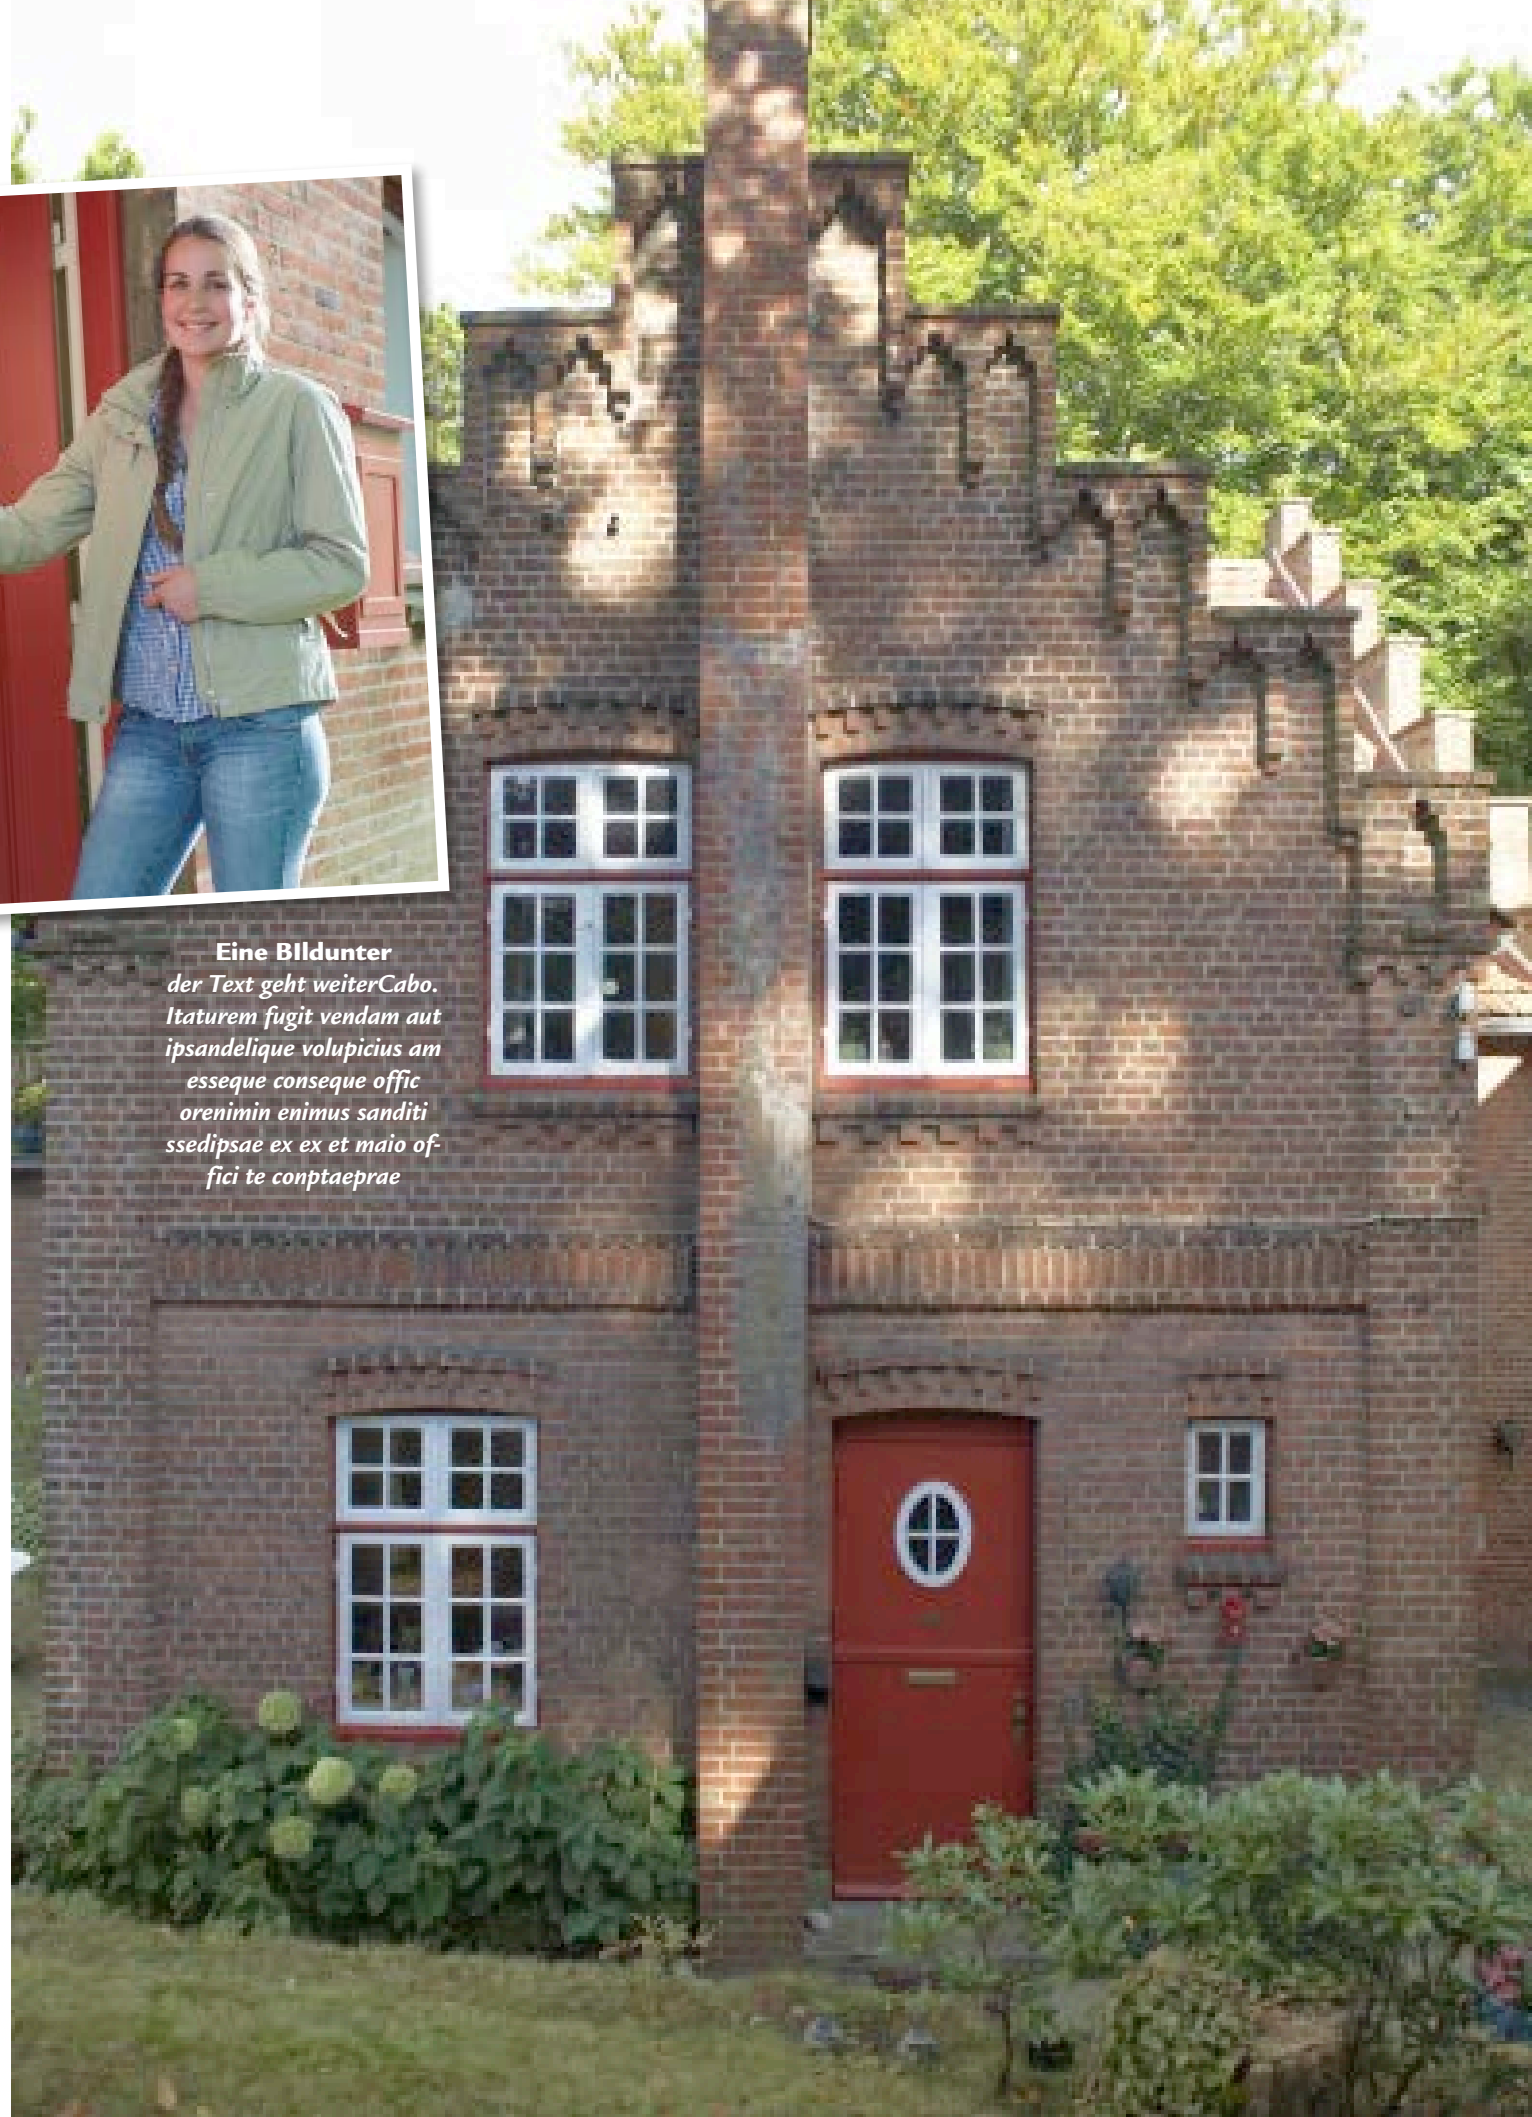 Eine BIldunter
der Text geht weiterCabo.
Itaturem fugit vendam aut
ipsandelique volupicius am
esseque conseque offic
orenimin enimus sanditi
ssedipsae ex ex et maio of-
fici te conptaeprae